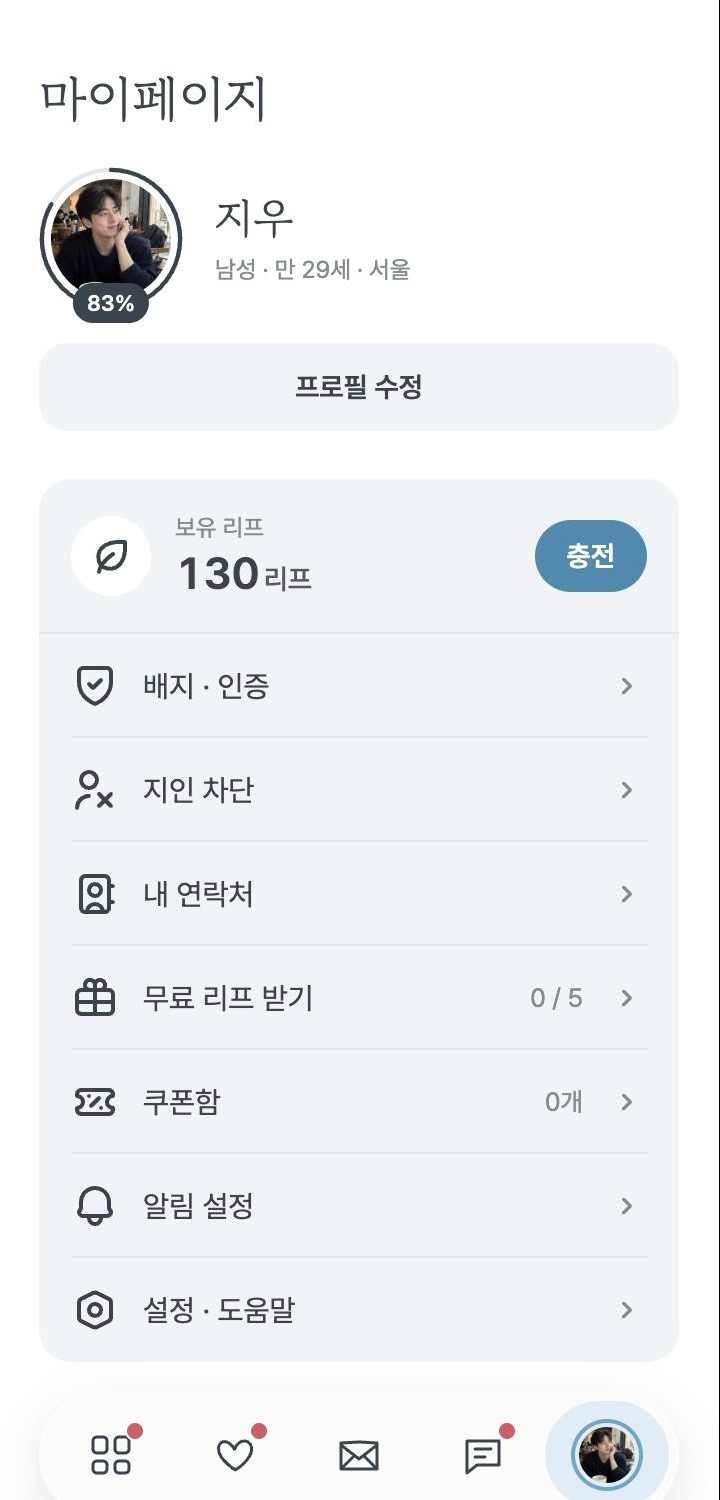 마이페이지
지우
남성 · 만 29세 · 서울
83%
프로필 수정
보유 리프
130 리프
충전
배지 · 인증
지인 차단
내 연락처
무료 리프 받기 0 / 5
쿠폰함 0개
알림 설정
설정 · 도움말